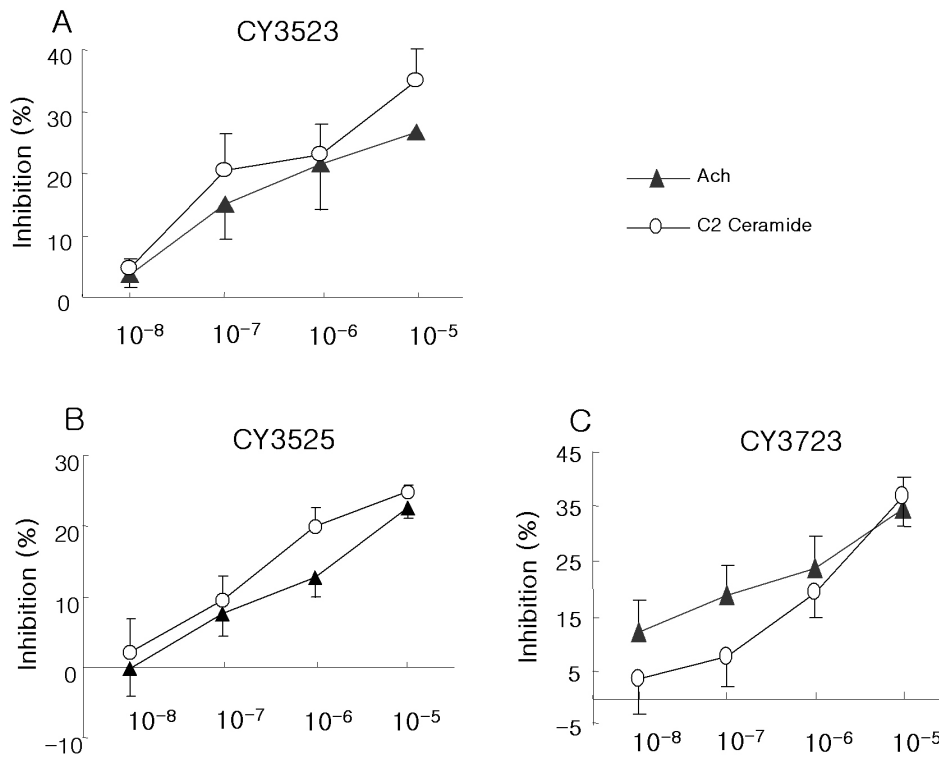 A
CY3523
40
30
20
10
0
Inhibition (%)
10⁻⁸ 10⁻⁷ 10⁻⁶ 10⁻⁵
Ach
C2 Ceramide
B
CY3525
30
20
10
0
−10
Inhibition (%)
10⁻⁸ 10⁻⁷ 10⁻⁶ 10⁻⁵
C
CY3723
45
35
25
15
5
−5
Inhibition (%)
10⁻⁸ 10⁻⁷ 10⁻⁶ 10⁻⁵